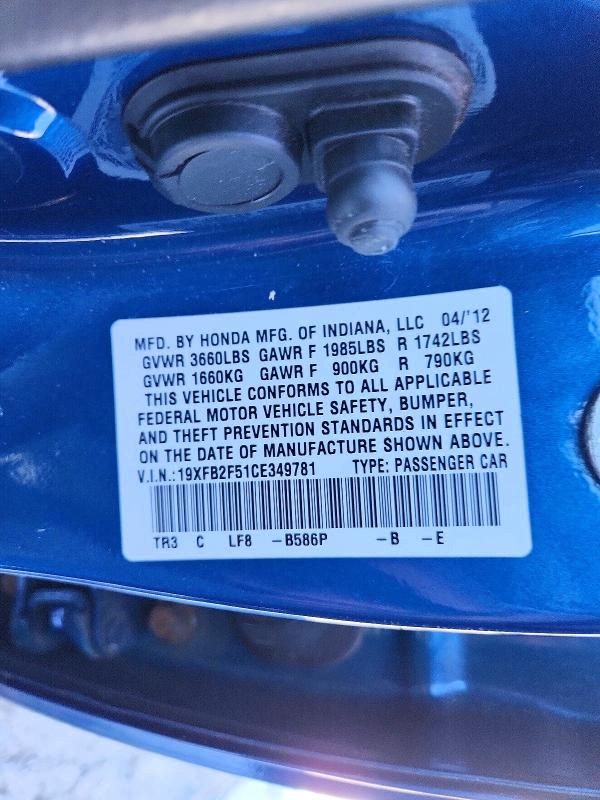 MFD. BY HONDA MFG. OF INDIANA, LLC 04/'12
GVWR 3660LBS GAWR F 1985LBS R 1742LBS
GVWR 1660KG GAWR F 900KG R 790KG
THIS VEHICLE CONFORMS TO ALL APPLICABLE
FEDERAL MOTOR VEHICLE SAFETY, BUMPER,
AND THEFT PREVENTION STANDARDS IN EFFECT
ON THE DATE OF MANUFACTURE SHOWN ABOVE.
V.I.N.:19XFB2F51CE349781 TYPE: PASSENGER CAR
TR3 C LF8 -B586P -B -E